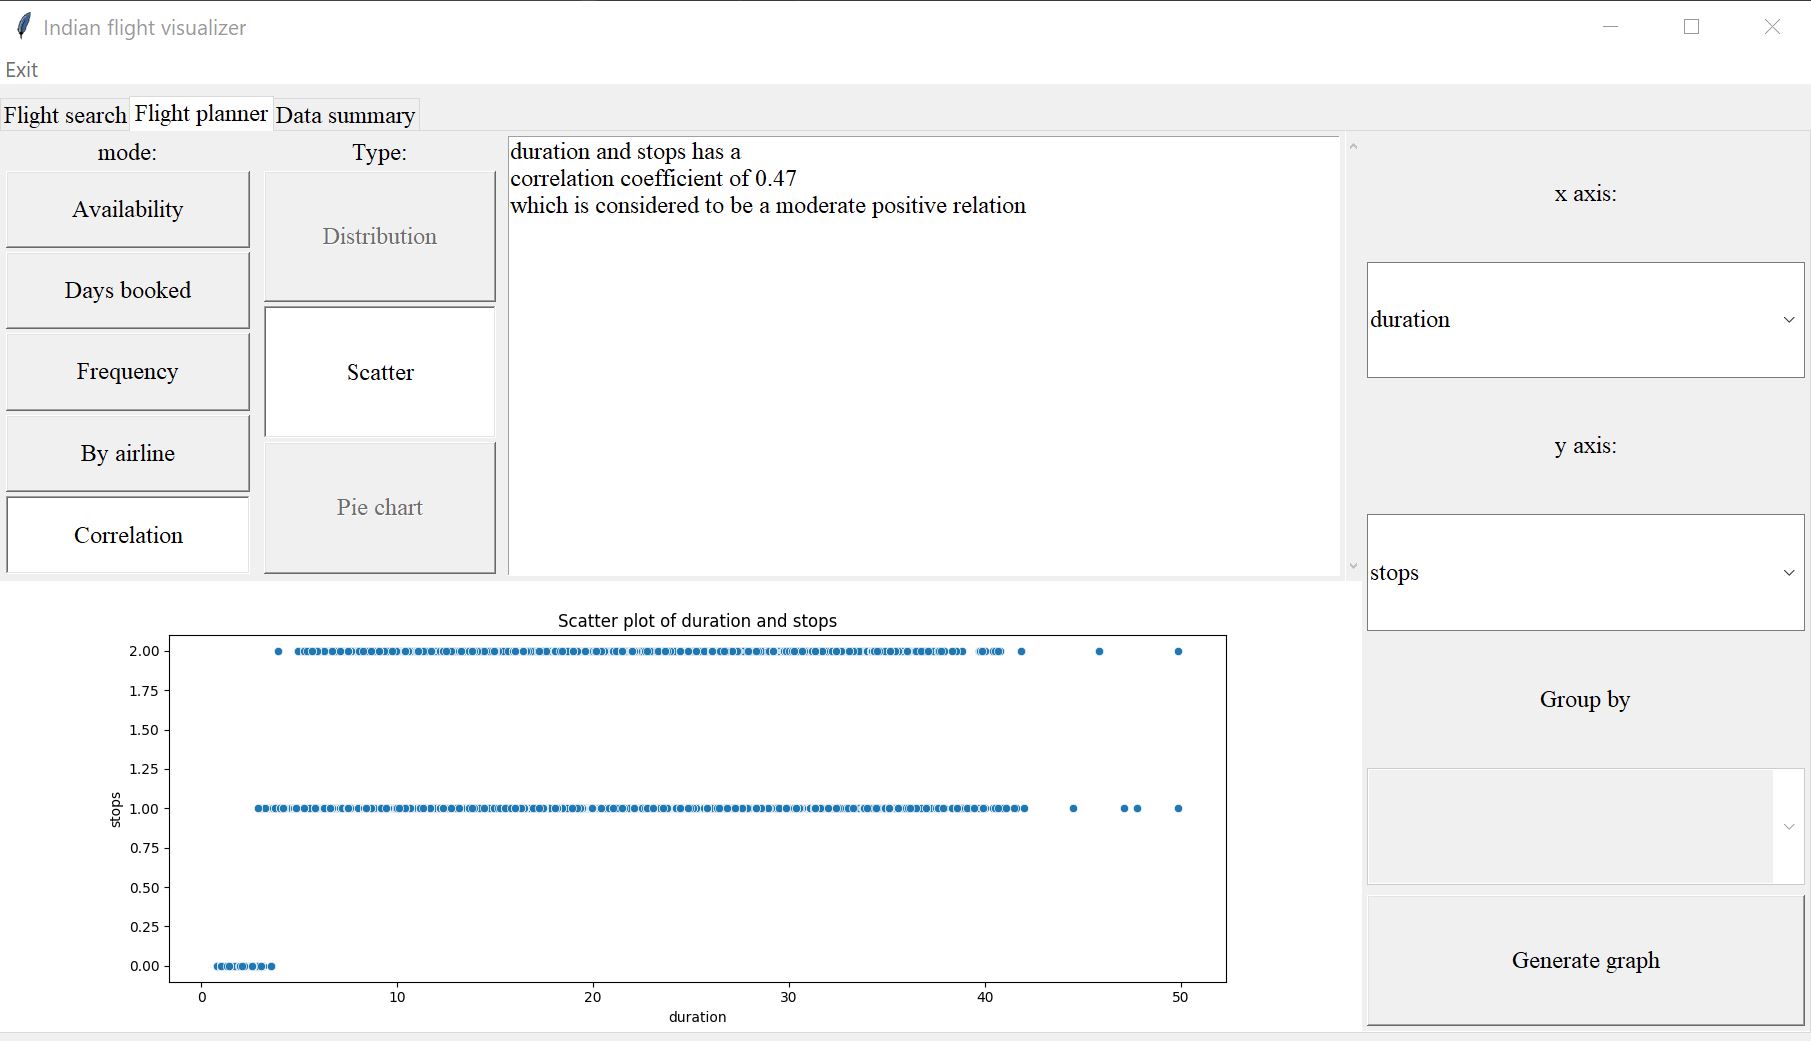 Indian flight visualizer
Exit
Flight search
Flight planner
Data summary
mode:
Availability
Days booked
Frequency
By airline
Correlation
Type:
Distribution
Scatter
Pie chart
duration and stops has a
correlation coefficient of 0.47
which is considered to be a moderate positive relation
x axis:
duration
y axis:
stops
Group by
Generate graph
Scatter plot of duration and stops
2.00
1.75
1.50
1.25
1.00
0.75
0.50
0.25
0.00
stops
0 10 20 30 40 50
duration